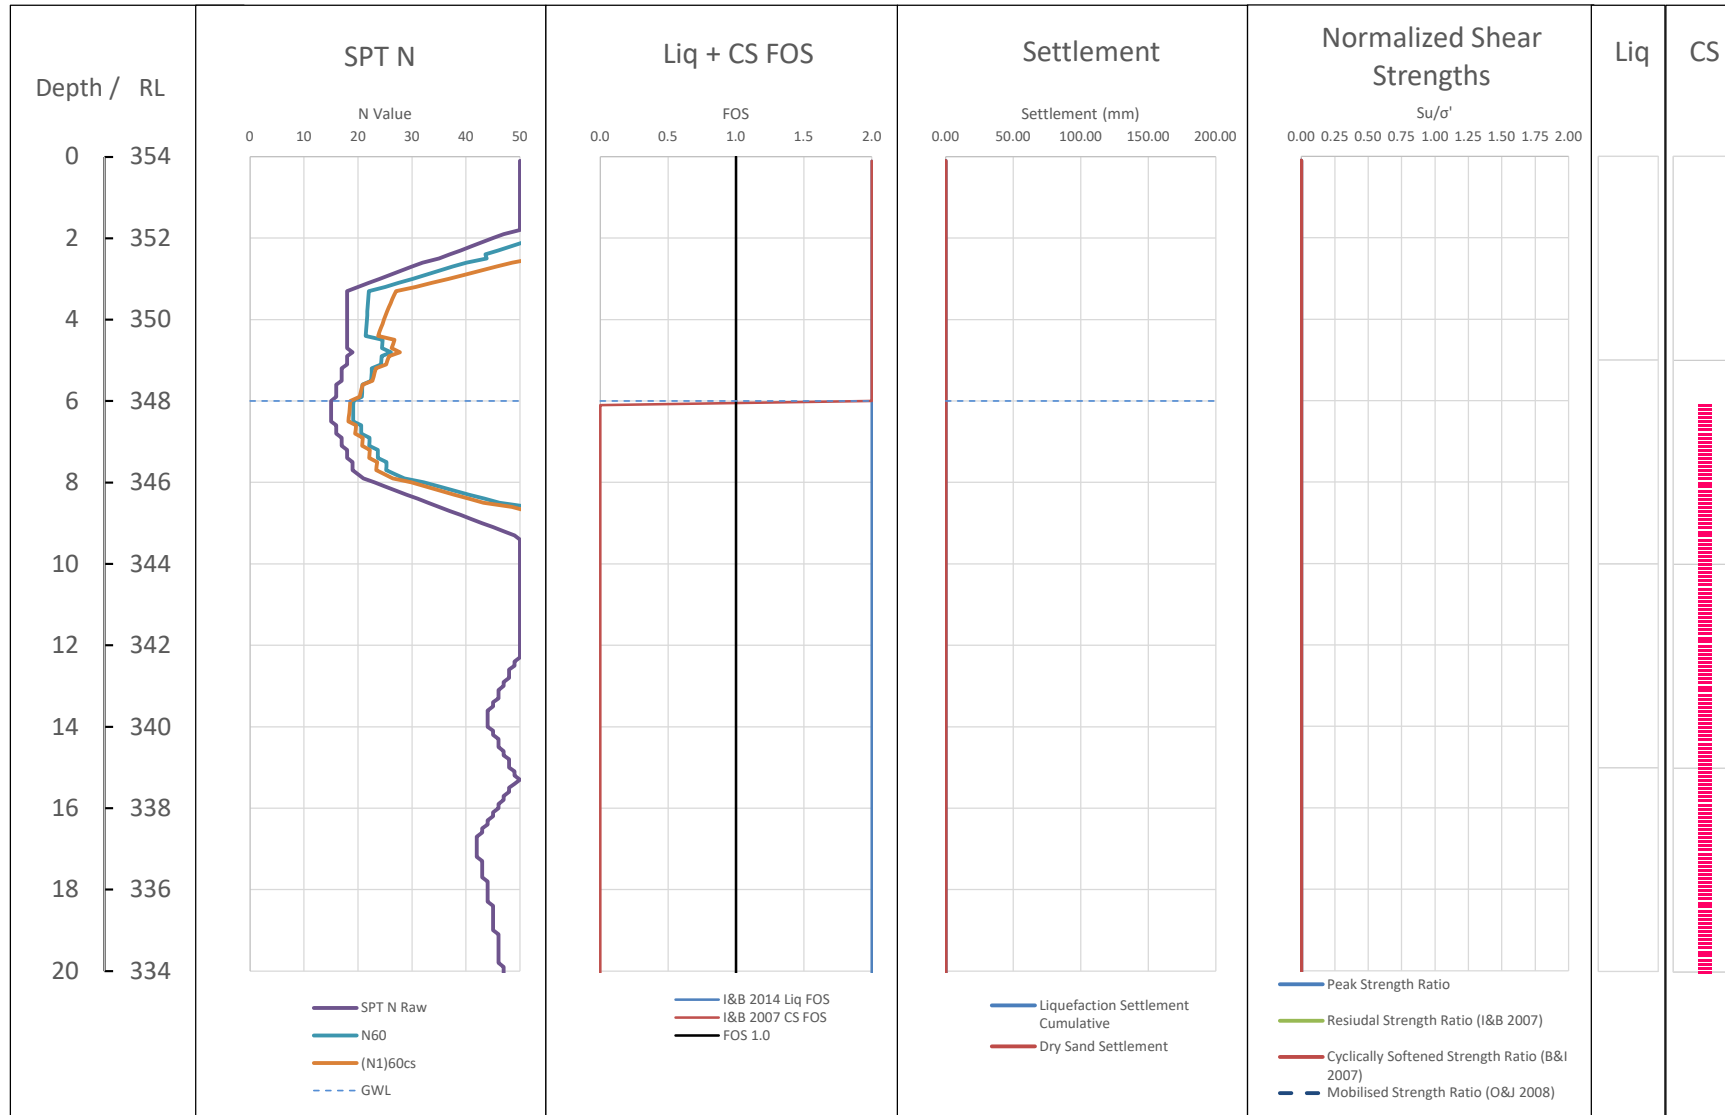 Depth / RL
SPT N
Liq + CS FOS
Settlement
Normalized Shear
Strengths
Liq
CS
N Value
FOS
Settlement (mm)
Su/σ'
0 10 20 30 40 50
0.0 0.5 1.0 1.5 2.0
0.00 50.00 100.00 150.00 200.00
0.00 0.25 0.50 0.75 1.00 1.25 1.50 1.75 2.00
0 354
2 352
4 350
6 348
8 346
10 344
12 342
14 340
16 338
18 336
20 334
SPT N Raw
N60
(N1)60cs
GWL
I&B 2014 Liq FOS
I&B 2007 CS FOS
FOS 1.0
Liquefaction Settlement
Cumulative
Dry Sand Settlement
Peak Strength Ratio
Resiudal Strength Ratio (I&B 2007)
Cyclically Softened Strength Ratio (B&I
2007)
Mobilised Strength Ratio (O&J 2008)